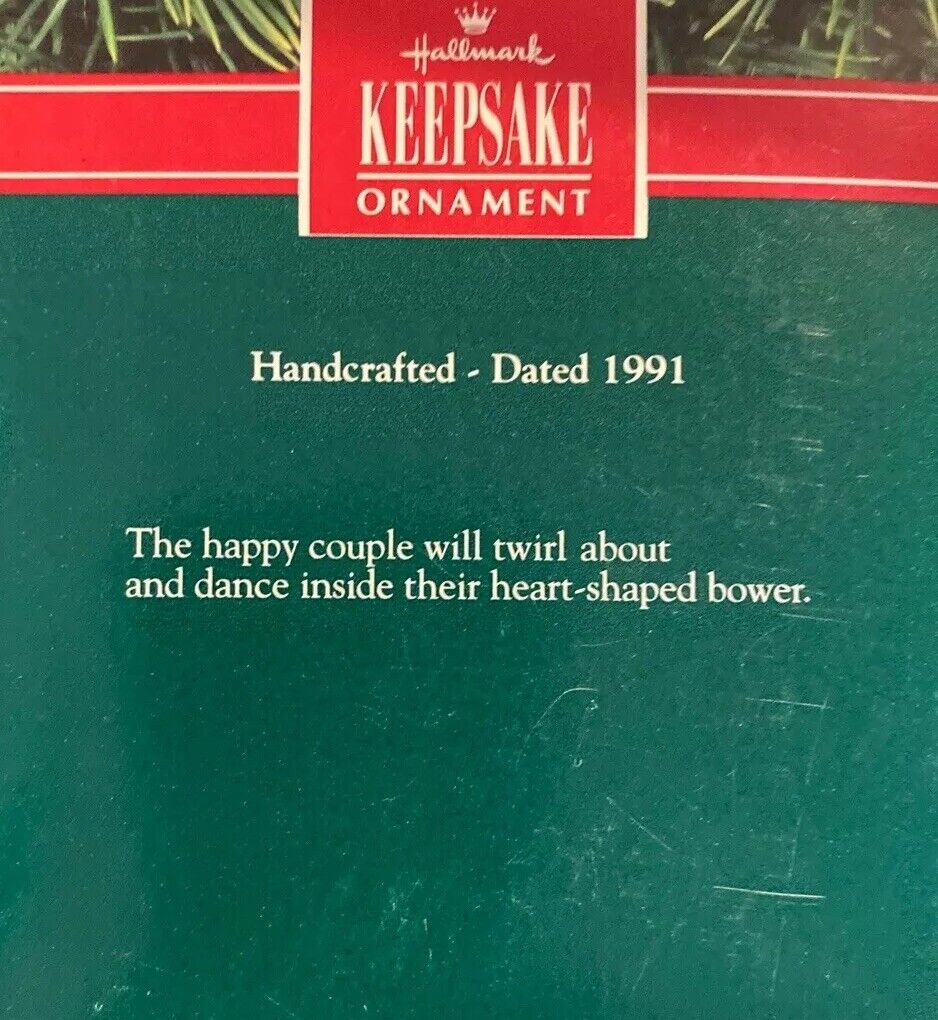 Hallmark
KEEPSAKE
ORNAMENT
Handcrafted - Dated 1991
The happy couple will twirl about
and dance inside their heart-shaped bower.